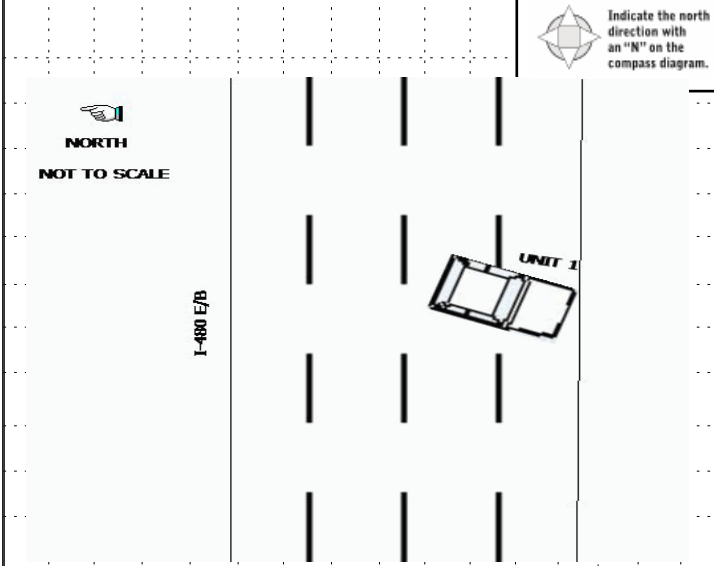 Indicate the north
direction with
an "N" on the
compass diagram.
NORTH
NOT TO SCALE
UNIT 1
I-480 E/B